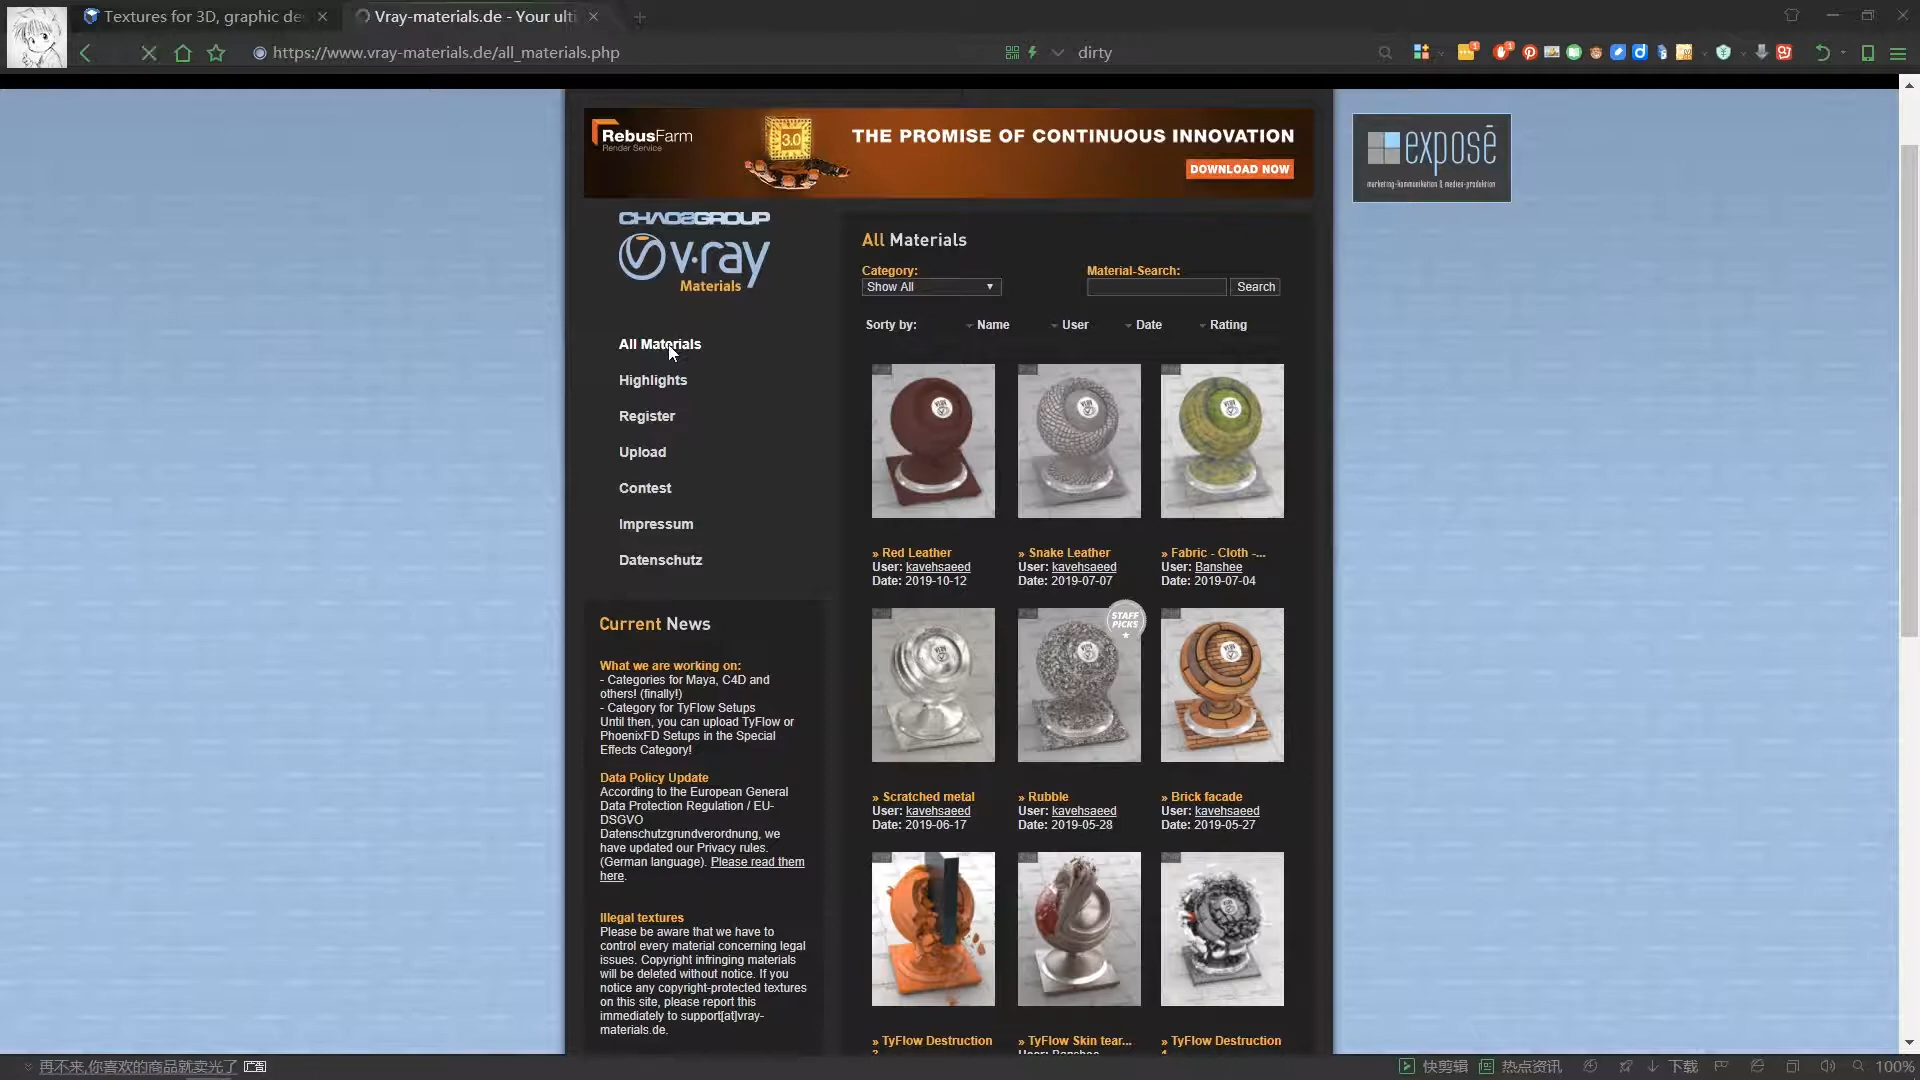 Textures for 3D, graphic de
Vray-materials.de - Your ulti
https://www.vray-materials.de/all_materials.php
dirty
RebusFarm
Render Service
3.0
THE PROMISE OF CONTINUOUS INNOVATION
DOWNLOAD NOW
exposé
marketing-kommunikation & medien-produktion
CHAOSGROUP
v·ray
Materials
All Materials
Highlights
Register
Upload
Contest
Impressum
Datenschutz
Current News
What we are working on:
- Categories for Maya, C4D and
others! (finally!)
- Category for TyFlow Setups
Until then, you can upload TyFlow or
PhoenixFD Setups in the Special
Effects Category!
Data Policy Update
According to the European General
Data Protection Regulation / EU-
DSGVO
Datenschutzgrundverordnung, we
have updated our Privacy rules.
(German language). Please read them
here.
Illegal textures
Please be aware that we have to
control every material concerning legal
issues. Copyright infringing materials
will be deleted without notice. If you
notice any copyright-protected textures
on this site, please report this
immediately to support[at]vray-
materials.de.
All Materials
Category:
Material-Search:
Show All
Search
Sorty by:
Name
User
Date
Rating
» Red Leather
User: kavehsaeed
Date: 2019-10-12
» Snake Leather
User: kavehsaeed
Date: 2019-07-07
» Fabric - Cloth -...
User: Banshee
Date: 2019-07-04
STAFF
PICKS
» Scratched metal
User: kavehsaeed
Date: 2019-06-17
» Rubble
User: kavehsaeed
Date: 2019-05-28
» Brick facade
User: kavehsaeed
Date: 2019-05-27
» TyFlow Destruction
» TyFlow Skin tear...
User: Banshee
» TyFlow Destruction
再不来,你喜欢的商品就卖光了
广告
快剪辑
热点资讯
下载
100%